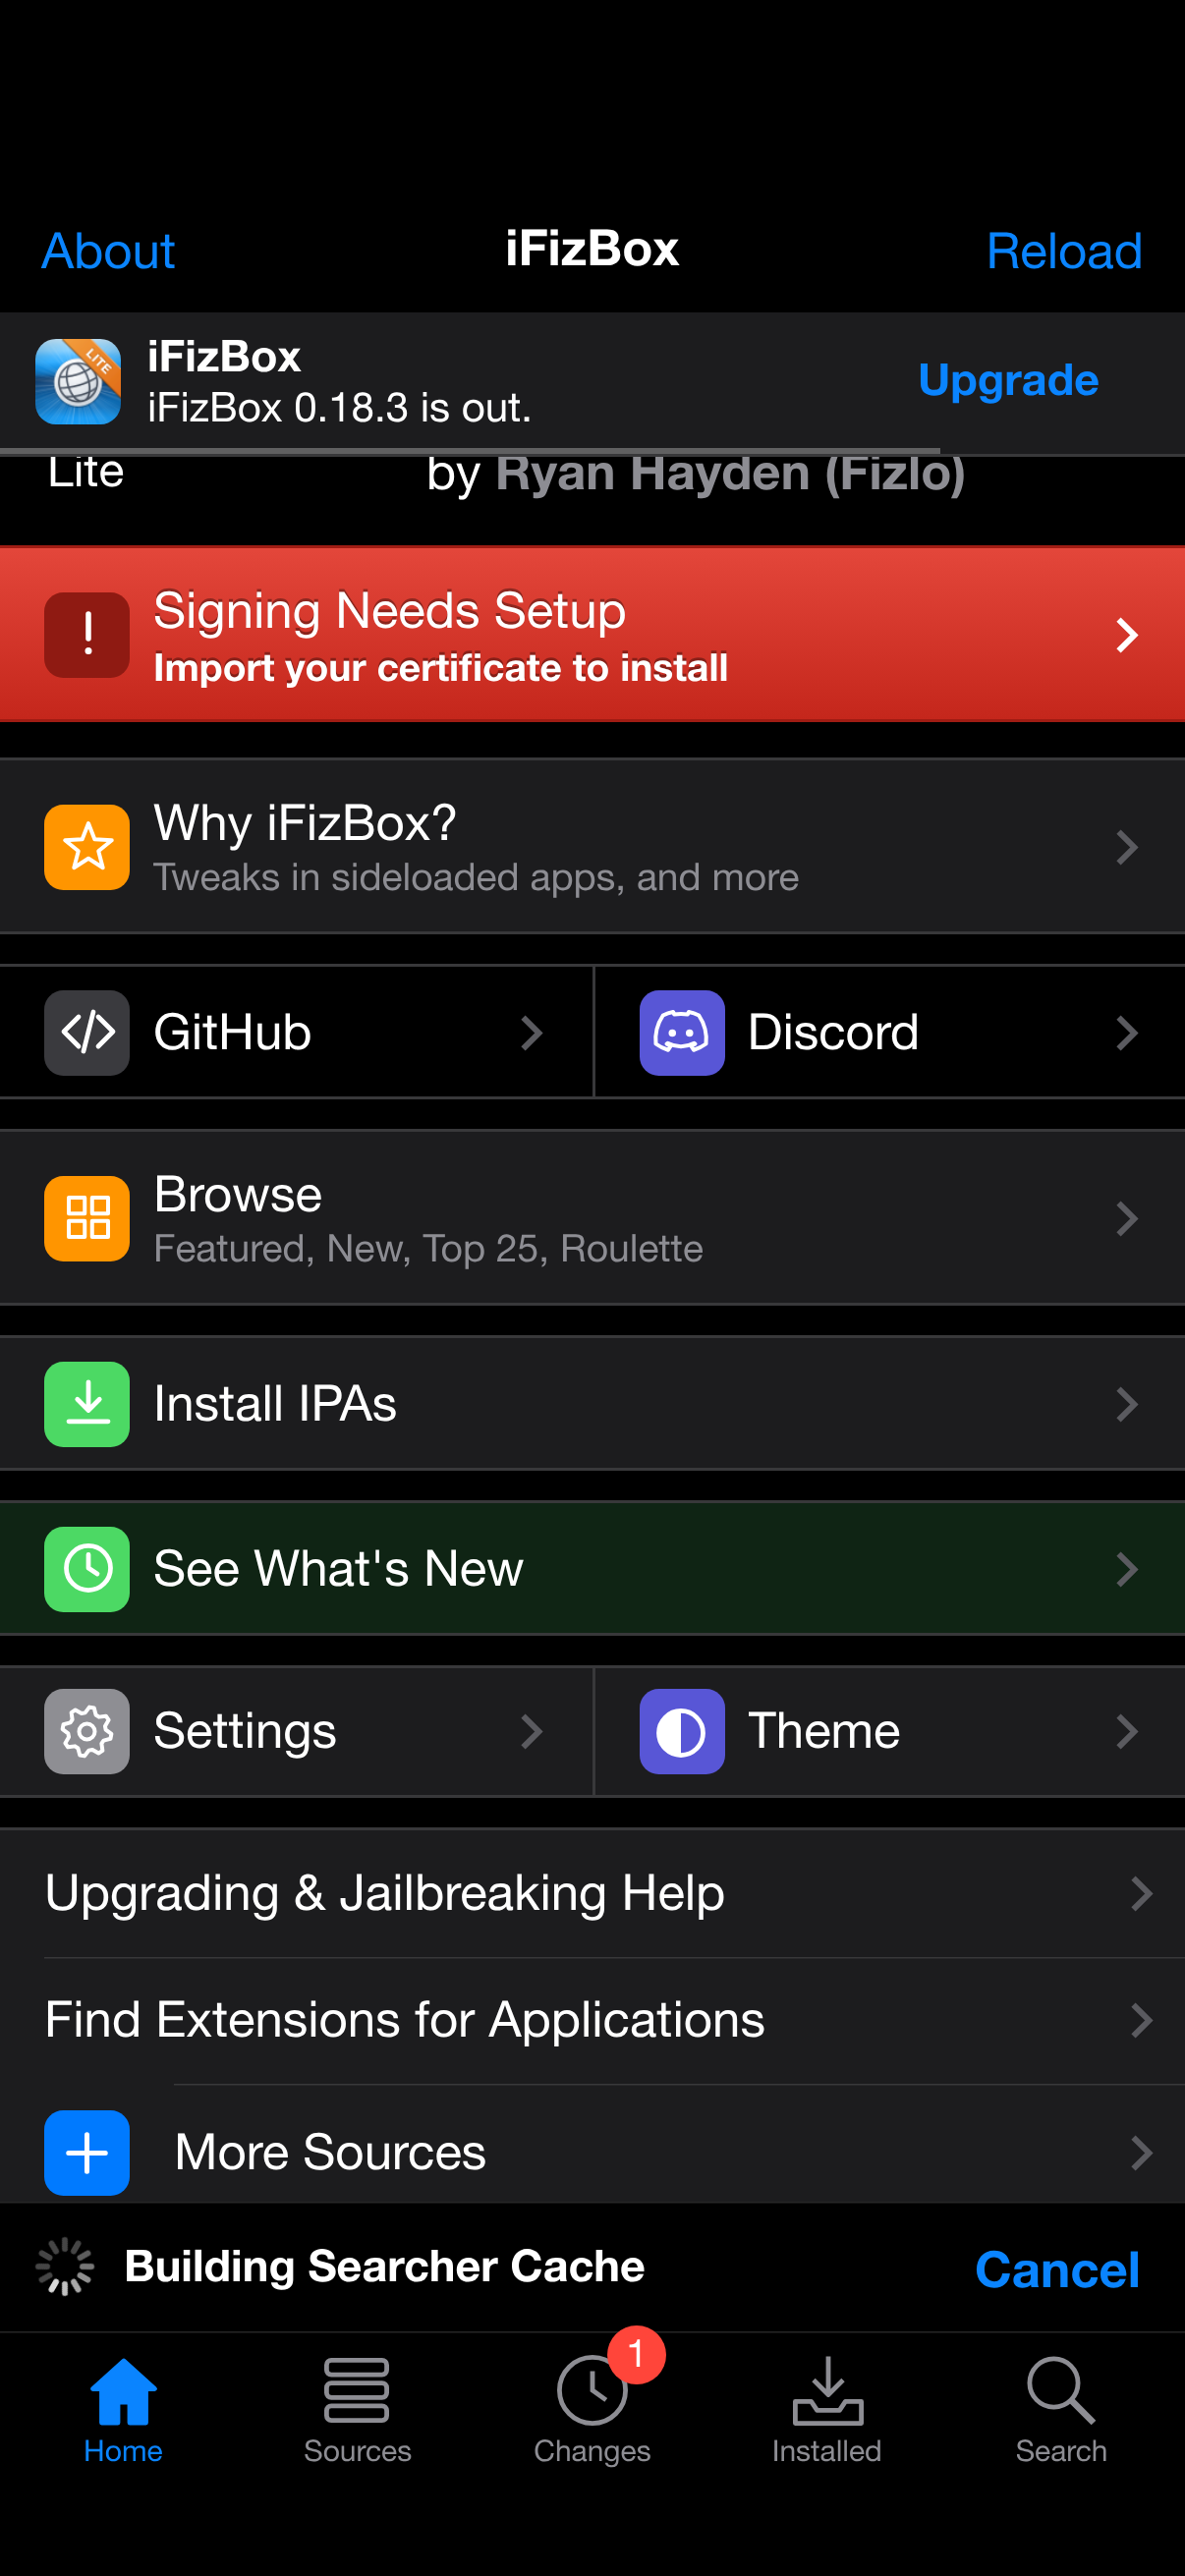 About
iFizBox
Reload
LITE
iFizBox
iFizBox 0.18.3 is out.
Upgrade
Lite
by Ryan Hayden (Fizlo)
Signing Needs Setup
Import your certificate to install
Why iFizBox?
Tweaks in sideloaded apps, and more
GitHub
Discord
Browse
Featured, New, Top 25, Roulette
Install IPAs
See What's New
Settings
Theme
Upgrading & Jailbreaking Help
Find Extensions for Applications
More Sources
Building Searcher Cache
Cancel
1
Home
Sources
Changes
Installed
Search